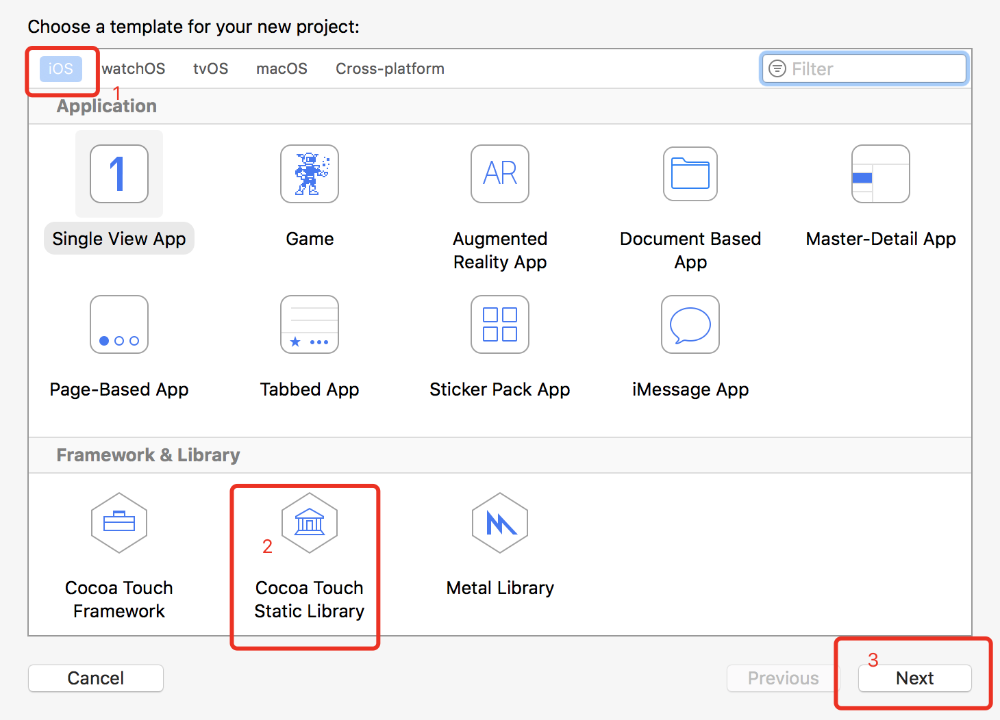 Choose a template for your new project:
iOS watchOS tvOS macOS Cross-platform Filter
1
Application
1 AR
Single View App Game Augmented Document Based Master-Detail App
Reality App App
Page-Based App Tabbed App Sticker Pack App iMessage App
Framework & Library
2
Cocoa Touch Cocoa Touch Metal Library
Framework Static Library
3
Cancel Previous Next